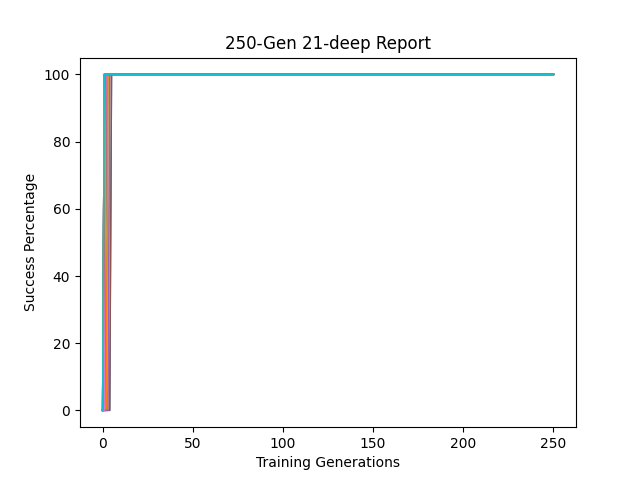 250-Gen 21-deep Report
100
80
60
40
20
0
Success Percentage
0 50 100 150 200 250
Training Generations